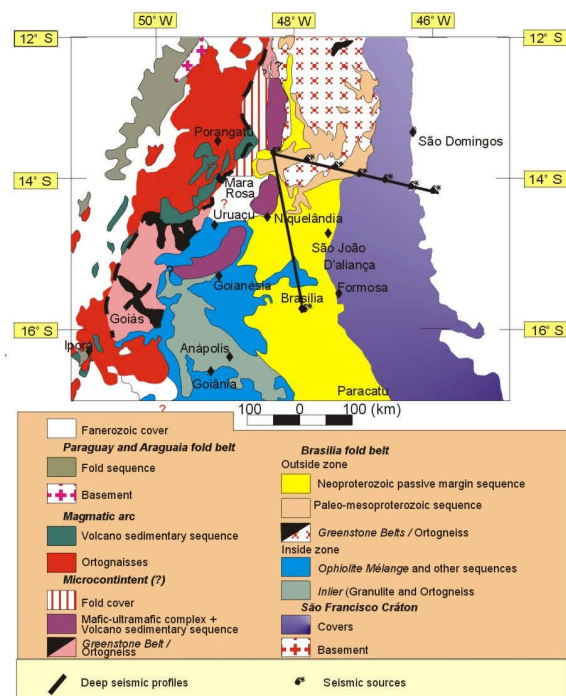 50° W 48° W 46° W
12° S 12° S
São Domingos
Porangatu
14° S 14° S
Mara
Rosa
?
Niquelândia
Uruaçu
São João
D'aliança
?
Goianésia
Formosa
Brasilia
Goiás
16° S 16° S
Iporá
Anápolis
Goiânia
Paracatu
?
100 0 100 (km)
Fanerozoic cover
Paraguay and Araguaia fold belt
Fold sequence
Basement
Magmatic arc
Volcano sedimentary sequence
Ortognaisses
Microcontinent (?)
Fold cover
Mafic-ultramafic complex +
Volcano sedimentary sequence
Greenstone Belt /
Ortogneiss
Brasilia fold belt
Outside zone
Neoproterozoic passive margin sequence
Paleo-mesoproterozoic sequence
Greenstone Belts / Ortogneiss
Inside zone
Ophiolite Mélange and other sequences
Inlier (Granulite and Ortogneiss)
São Francisco Cráton
Covers
Basement
Deep seismic profiles Seismic sources